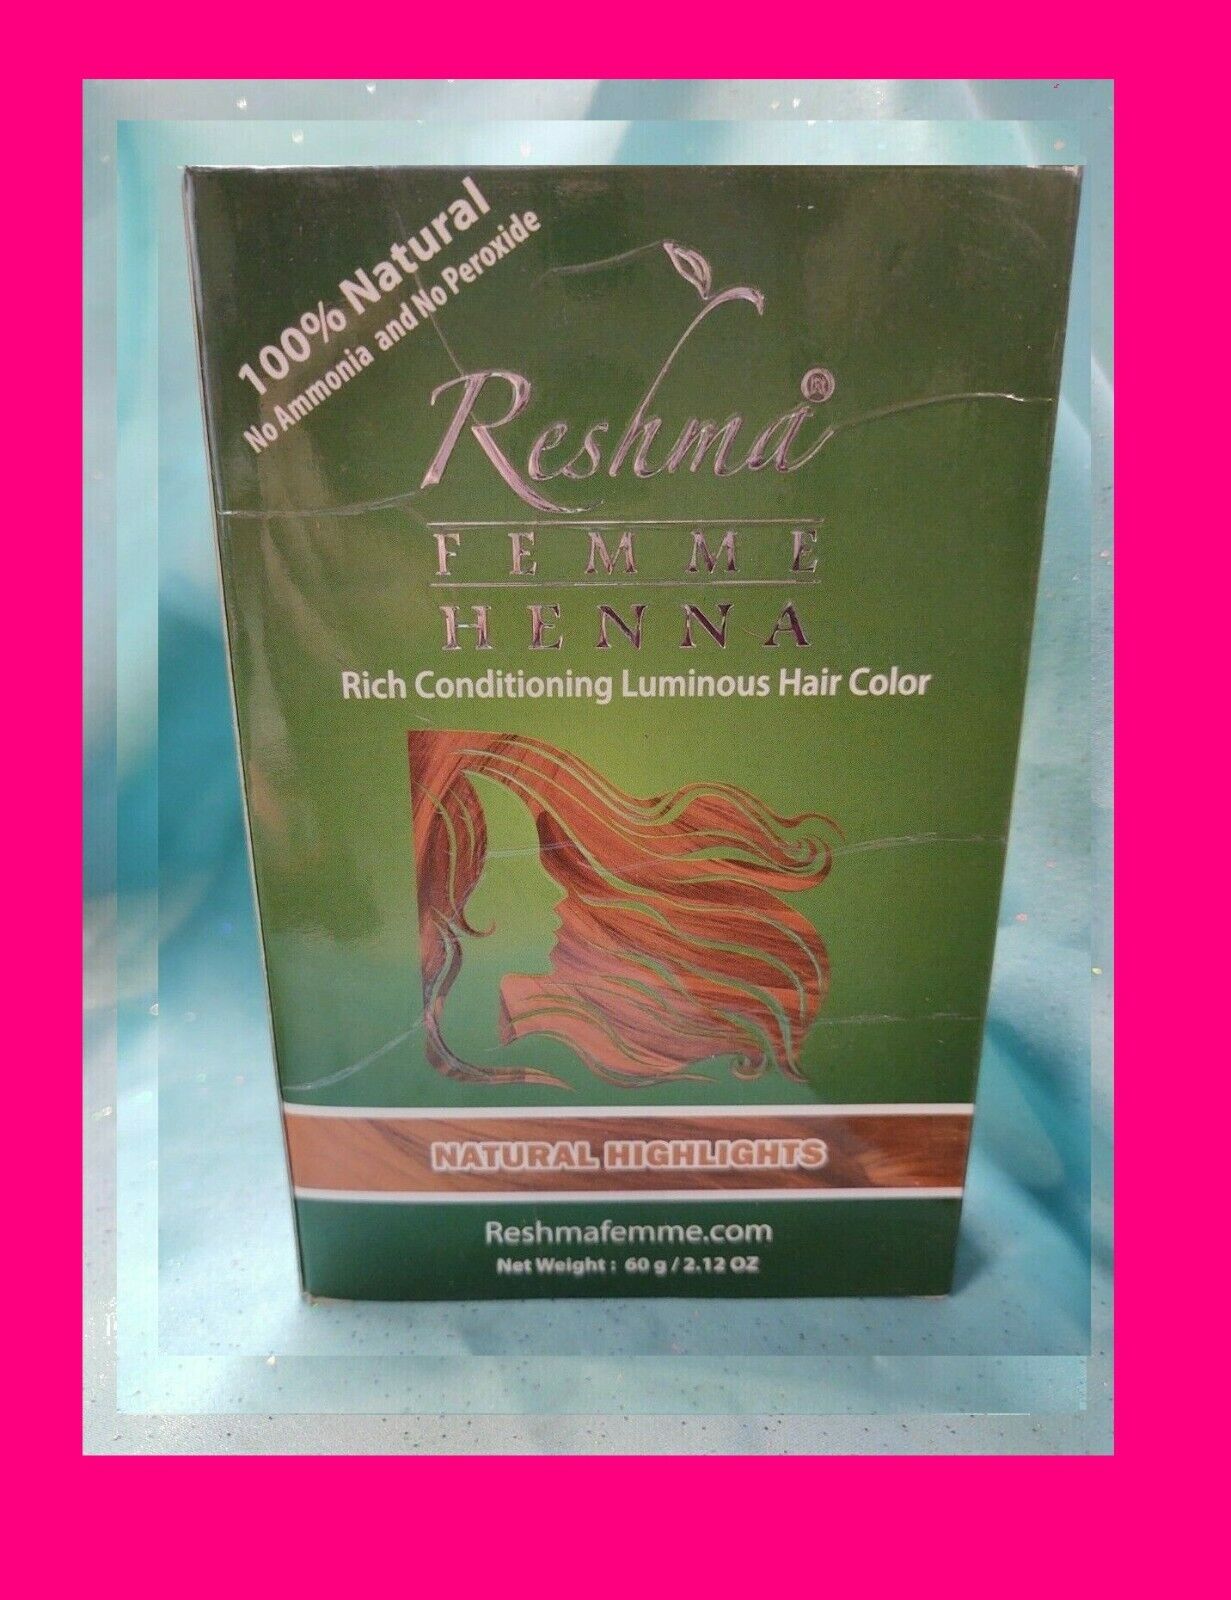 100% Natural
No Ammonia and No Peroxide
Reshma®
FEMME
HENNA
Rich Conditioning Luminous Hair Color
NATURAL HIGHLIGHTS
Reshmafemme.com
Net Weight : 60 g / 2.12 OZ